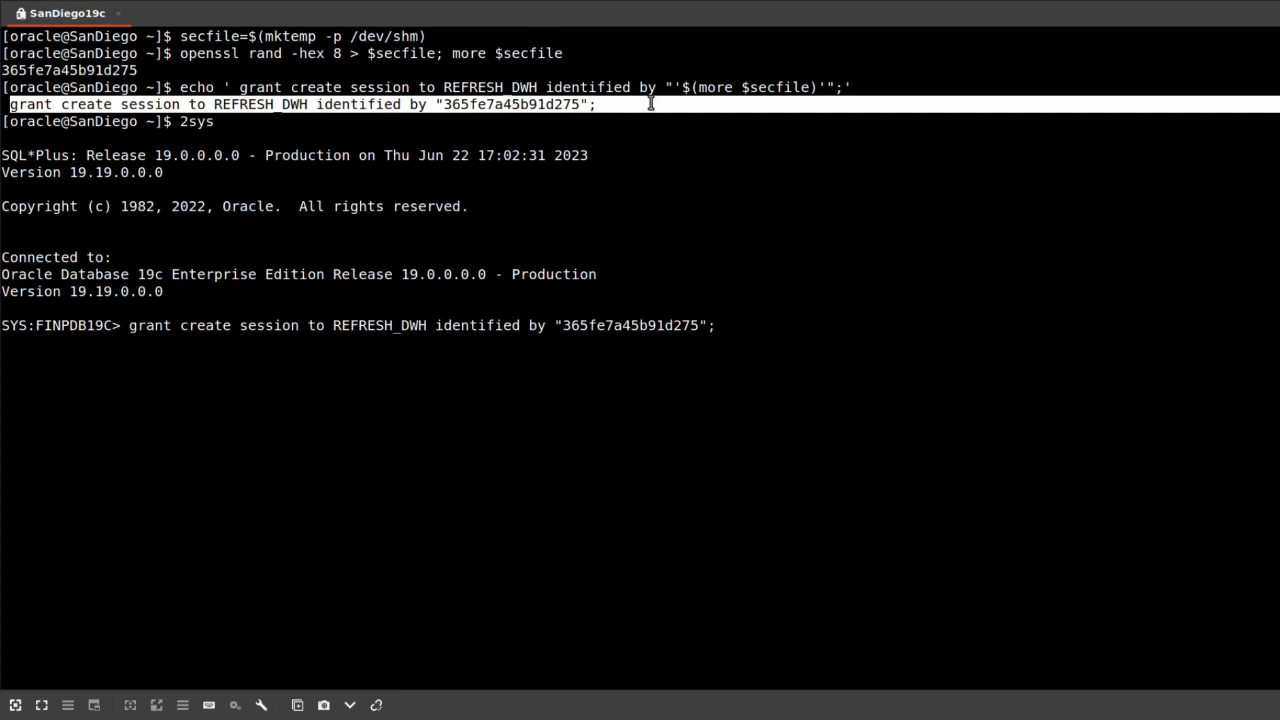 SanDiego19c
[oracle@SanDiego ~]$ secfile=$(mktemp -p /dev/shm)
[oracle@SanDiego ~]$ openssl rand -hex 8 > $secfile; more $secfile
365fe7a45b91d275
[oracle@SanDiego ~]$ echo ' grant create session to REFRESH_DWH identified by "'$(more $secfile)'";'
 grant create session to REFRESH_DWH identified by "365fe7a45b91d275";
[oracle@SanDiego ~]$ 2sys
SQL*Plus: Release 19.0.0.0.0 - Production on Thu Jun 22 17:02:31 2023
Version 19.19.0.0.0
Copyright (c) 1982, 2022, Oracle.  All rights reserved.
Connected to:
Oracle Database 19c Enterprise Edition Release 19.0.0.0.0 - Production
Version 19.19.0.0.0
SYS:FINPDB19C> grant create session to REFRESH_DWH identified by "365fe7a45b91d275";